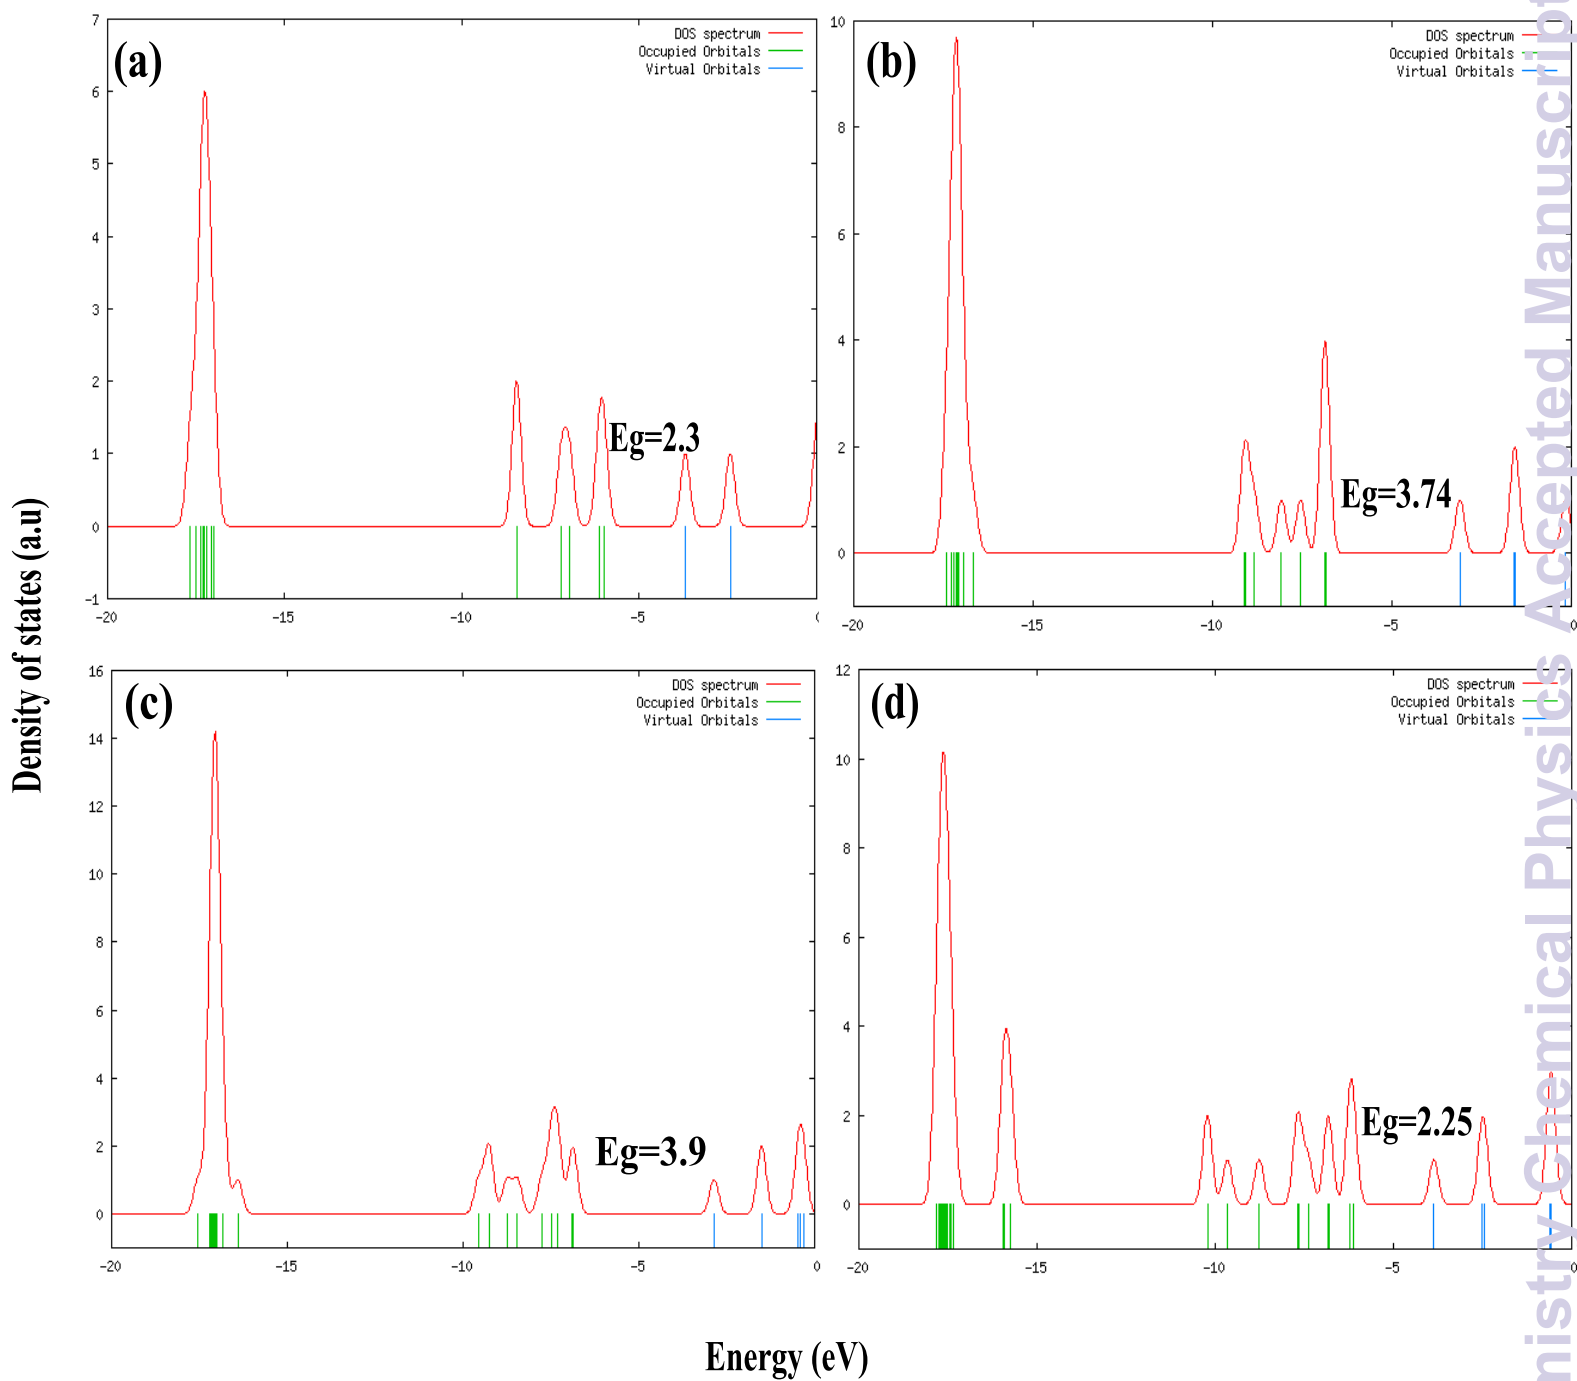 (a)
DOS spectrum
Occupied Orbitals
Virtual Orbitals
7
6
5
4
3
2
1
0
-1
Eg=2.3
-20
-15
-10
-5
0
(b)
DOS spectrum
Occupied Orbitals
Virtual Orbitals
10
8
6
4
2
0
Eg=3.74
-20
-15
-10
-5
0
(c)
DOS spectrum
Occupied Orbitals
Virtual Orbitals
16
14
12
10
8
6
4
2
0
Eg=3.9
-20
-15
-10
-5
0
(d)
DOS spectrum
Occupied Orbitals
Virtual Orbitals
12
10
8
6
4
2
0
Eg=2.25
-20
-15
-10
-5
0
Density of states (a.u)
Energy (eV)
Chemical Physics Accepted Manuscript